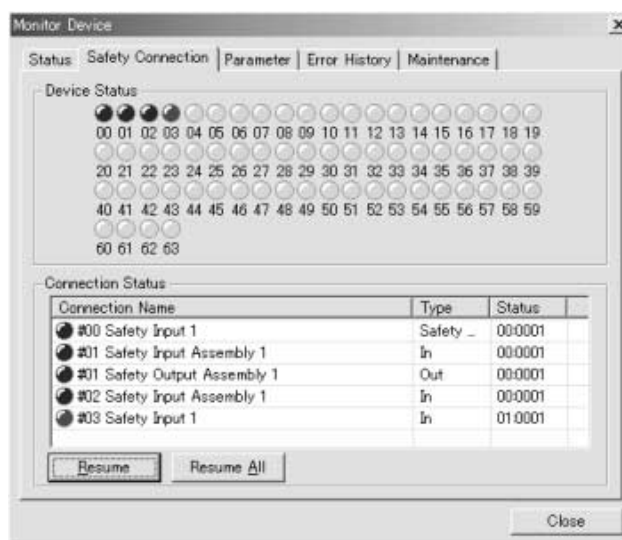 Monitor Device x
Status Safety Connection Parameter Error History Maintenance
Device Status
00 01 02 03 04 05 06 07 08 09 10 11 12 13 14 15 16 17 18 19
20 21 22 23 24 25 26 27 28 29 30 31 32 33 34 35 36 37 38 39
40 41 42 43 44 45 46 47 48 49 50 51 52 53 54 55 56 57 58 59
60 61 62 63
Connection Status
Connection Name Type Status
#00 Safety Input 1 Safety ... 00:0001
#01 Safety Input Assembly 1 In 00:0001
#01 Safety Output Assembly 1 Out 00:0001
#02 Safety Input Assembly 1 In 00:0001
#03 Safety Input 1 In 01:0001
Resume Resume All
Close